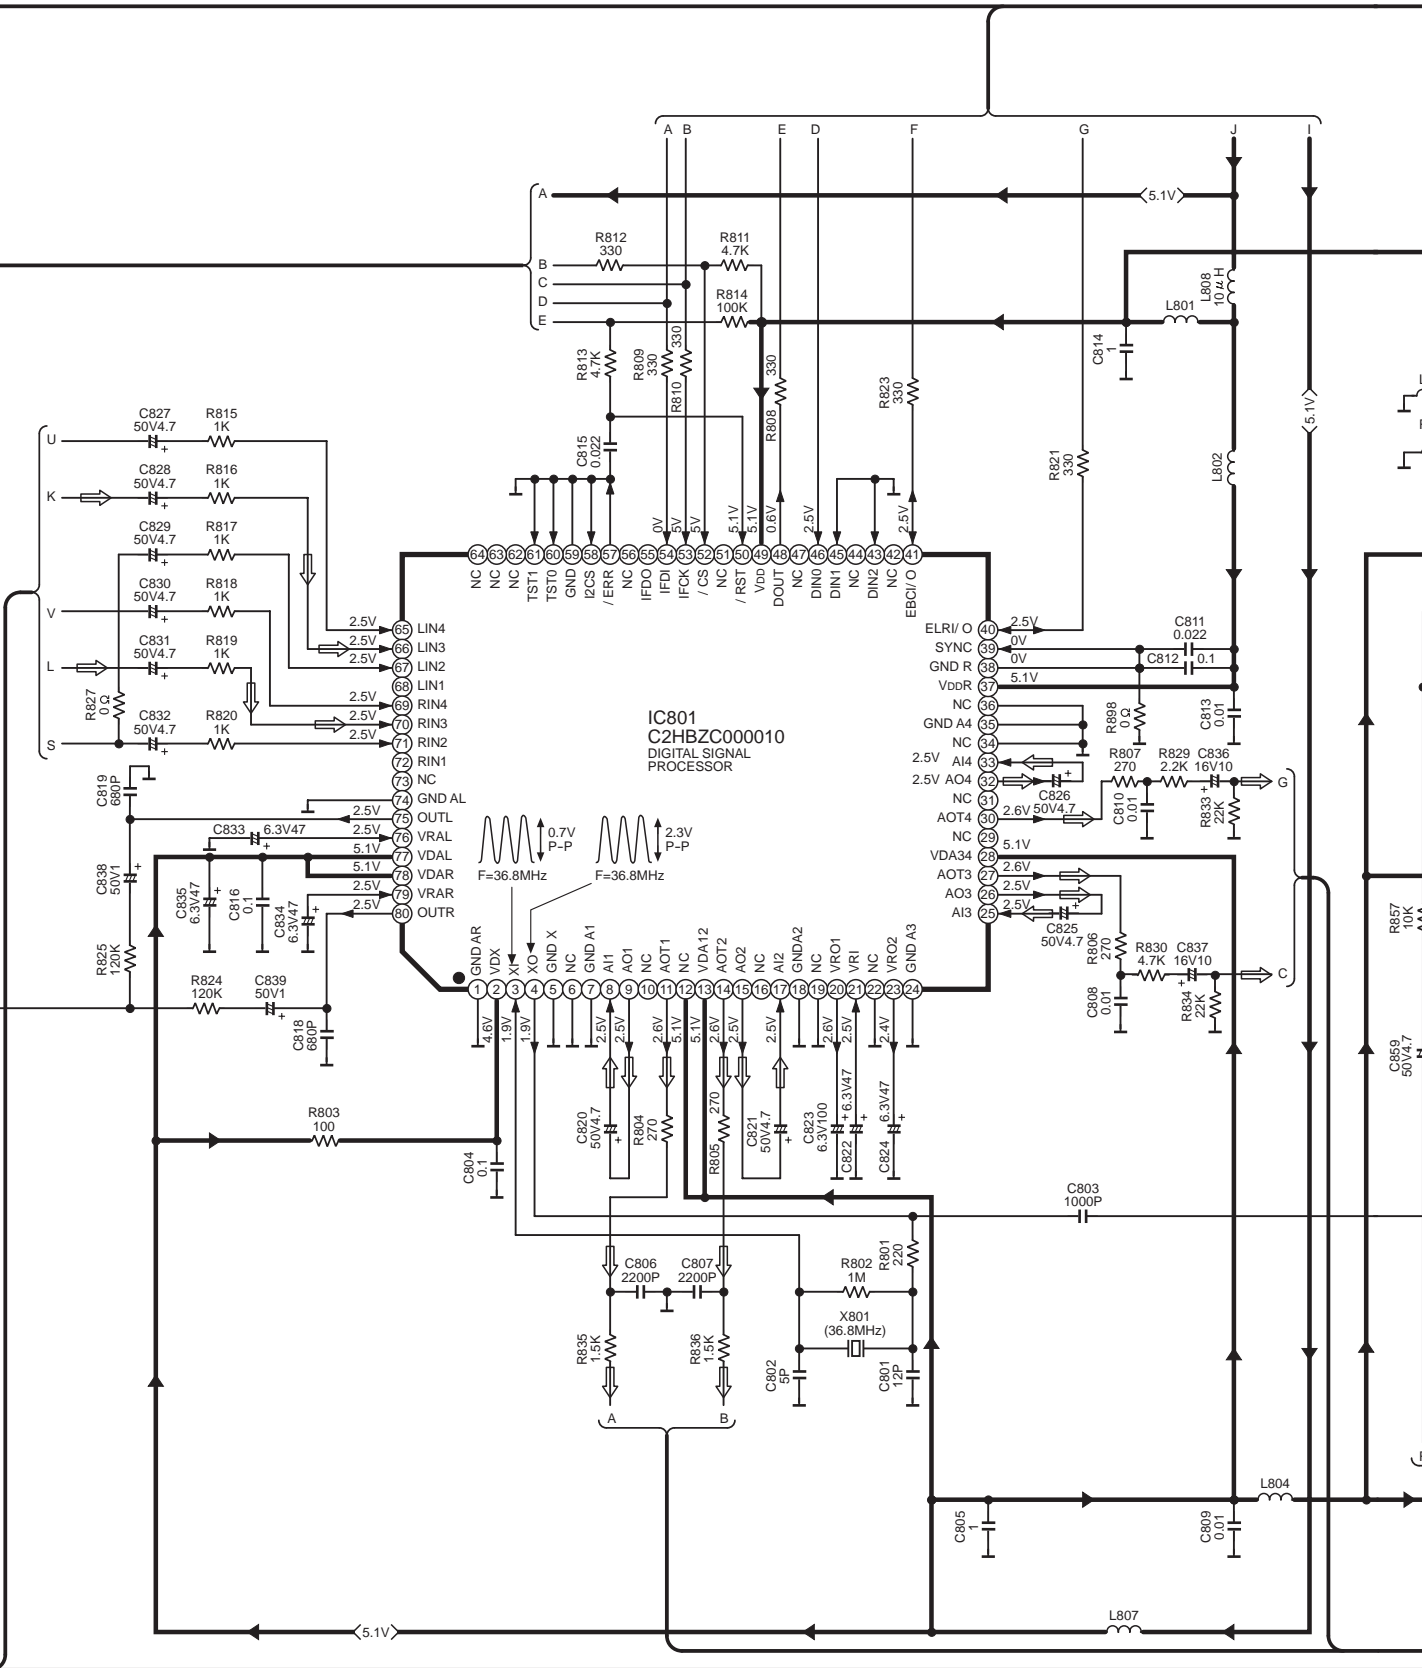 A B E D F G J I
A
5.1V
R812
330
R811
4.7K
B
C
D
E
R814
100K
L808
10μH
L801
C814
1
R813
4.7K
R809
330
330
R810
330
R808
R823
330
5.1V
C827
50V4.7
R815
1K
U
C815
0.022
R821
330
L802
C828
50V4.7
R816
1K
K
C829
50V4.7
R817
1K
0V 5V 5V 5.1V 5.1V 0.6V 2.5V 2.5V
64 63 62 61 60 59 58 57 56 55 54 53 52 51 50 49 48 47 46 45 44 43 42 41
NC NC NC TST1 TST0 GND I2CS /ERR NC IFDO IFDI IFCK /CS NC /RST VDD DOUT NC DIN0 DIN1 NC DIN2 NC EBCI/O
C830
50V4.7
R818
1K
V
C831
50V4.7
R819
1K
L
R827
0Ω
C832
50V4.7
R820
1K
S
2.5V 65 LIN4
2.5V 66 LIN3
2.5V 67 LIN2
68 LIN1
2.5V 69 RIN4
2.5V 70 RIN3
2.5V 71 RIN2
72 RIN1
73 NC
74 GND AL
2.5V 75 OUTL
2.5V 76 VRAL
5.1V 77 VDAL
5.1V 78 VDAR
2.5V 79 VRAR
2.5V 80 OUTR
IC801
C2HBZC000010
DIGITAL SIGNAL
PROCESSOR
ELRI/O 40 2.5V
SYNC 39 0V
GND R 38 0V
VDDR 37 5.1V
NC 36
GND A4 35
NC 34
2.5V AI4 33
2.5V AO4 32
NC 31
AOT4 30 2.6V
NC 29
VDA34 28 5.1V
AOT3 27 2.6V
AO3 26 2.5V
AI3 25 2.5V
C811
0.022
C812 0.1
R898
0Ω
C813
0.01
R807
270
R829
2.2K
C836
16V10
C826
50V4.7
C810
0.01
R833
22K
G
C819
680P
C833 6.3V47
C838
50V1
C835
6.3V47
C816
0.1
C834
6.3V47
0.7V
P-P
F=36.8MHz
2.3V
P-P
F=36.8MHz
C825
50V4.7
R806
270
R830
4.7K
C837
16V10
C808
0.01
R834
22K
C
R857
10K
C859
50V4.7
R825
120K
R824
120K
C839
50V1
C818
680P
GND AR VDX XI XO GND X NC GND A1 AI1 AO1 NC AOT1 NC VDA12 AOT2 AO2 NC AI2 GNDA2 NC VRO1 VRI NC VRO2 GND A3
1 2 3 4 5 6 7 8 9 10 11 12 13 14 15 16 17 18 19 20 21 22 23 24
4.6V 1.9V 1.9V 2.5V 2.5V 2.6V 5.1V 5.1V 2.6V 2.5V 2.5V 2.6V 2.5V 2.4V
R803
100
C804
0.1
C820
50V4.7
R804
270
270
R805
C821
50V4.7
C823
6.3V100
6.3V47
C822
6.3V47
C824
C803
1000P
R801
220
C806
2200P
C807
2200P
R802
1M
X801
(36.8MHz)
R835
1.5K
R836
1.5K
C802
5P
C801
12P
A B
L804
C805
1
C809
0.01
L807
5.1V